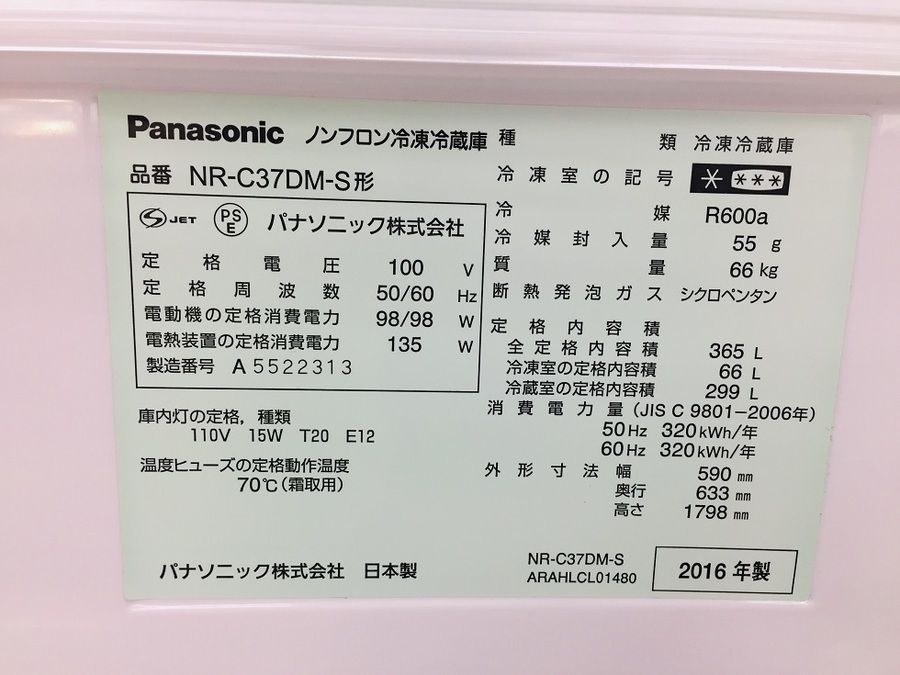 Panasonic ノンフロン冷凍冷蔵庫
品番 NR-C37DM-S形
S JET PS E パナソニック株式会社
定格電圧 100 V
定格周波数 50/60 Hz
電動機の定格消費電力 98/98 W
電熱装置の定格消費電力 135 W
製造番号 A 5522313
庫内灯の定格，種類
110V 15W T20 E12
温度ヒューズの定格動作温度
70℃（霜取用）
パナソニック株式会社 日本製
種類 冷凍冷蔵庫
冷凍室の記号 * ***
冷媒 R600a
冷媒封入量 55 g
質量 66 kg
断熱発泡ガス シクロペンタン
定格内容積
全定格内容積 365 L
冷凍室の定格内容積 66 L
冷蔵室の定格内容積 299 L
消費電力量(JIS C 9801−2006年)
50 Hz 320 kWh/年
60 Hz 320 kWh/年
外形寸法 幅 590 mm
奥行 633 mm
高さ 1798 mm
NR-C37DM-S
ARAHLCL01480
2016 年製